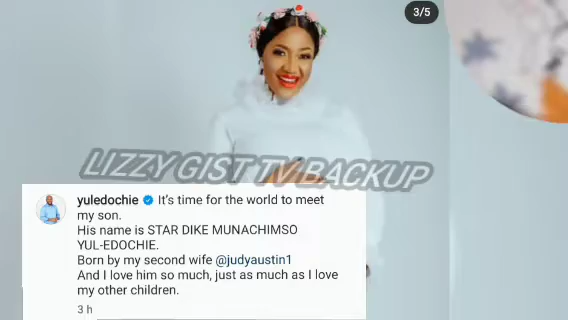 3/5
LIZZY GIST TV BACKUP
yuledochie It's time for the world to meet
my son.
His name is STAR DIKE MUNACHIMSO
YUL-EDOCHIE.
Born by my second wife @judyaustin1
And I love him so much, just as much as I love
my other children.
3 h